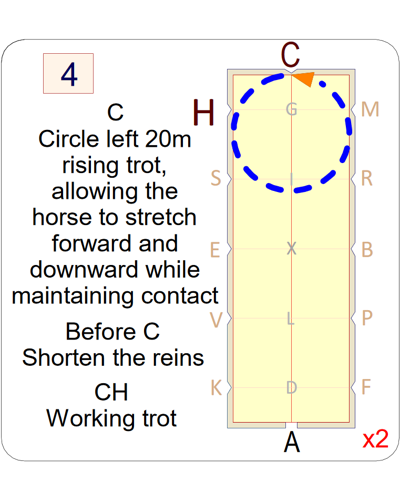 4
C
Circle left 20m
rising trot,
allowing the
horse to stretch
forward and
downward while
maintaining contact
Before C
Shorten the reins
CH
Working trot
C
H
G
M
S
I
R
E
X
B
V
L
P
K
D
F
A
x2